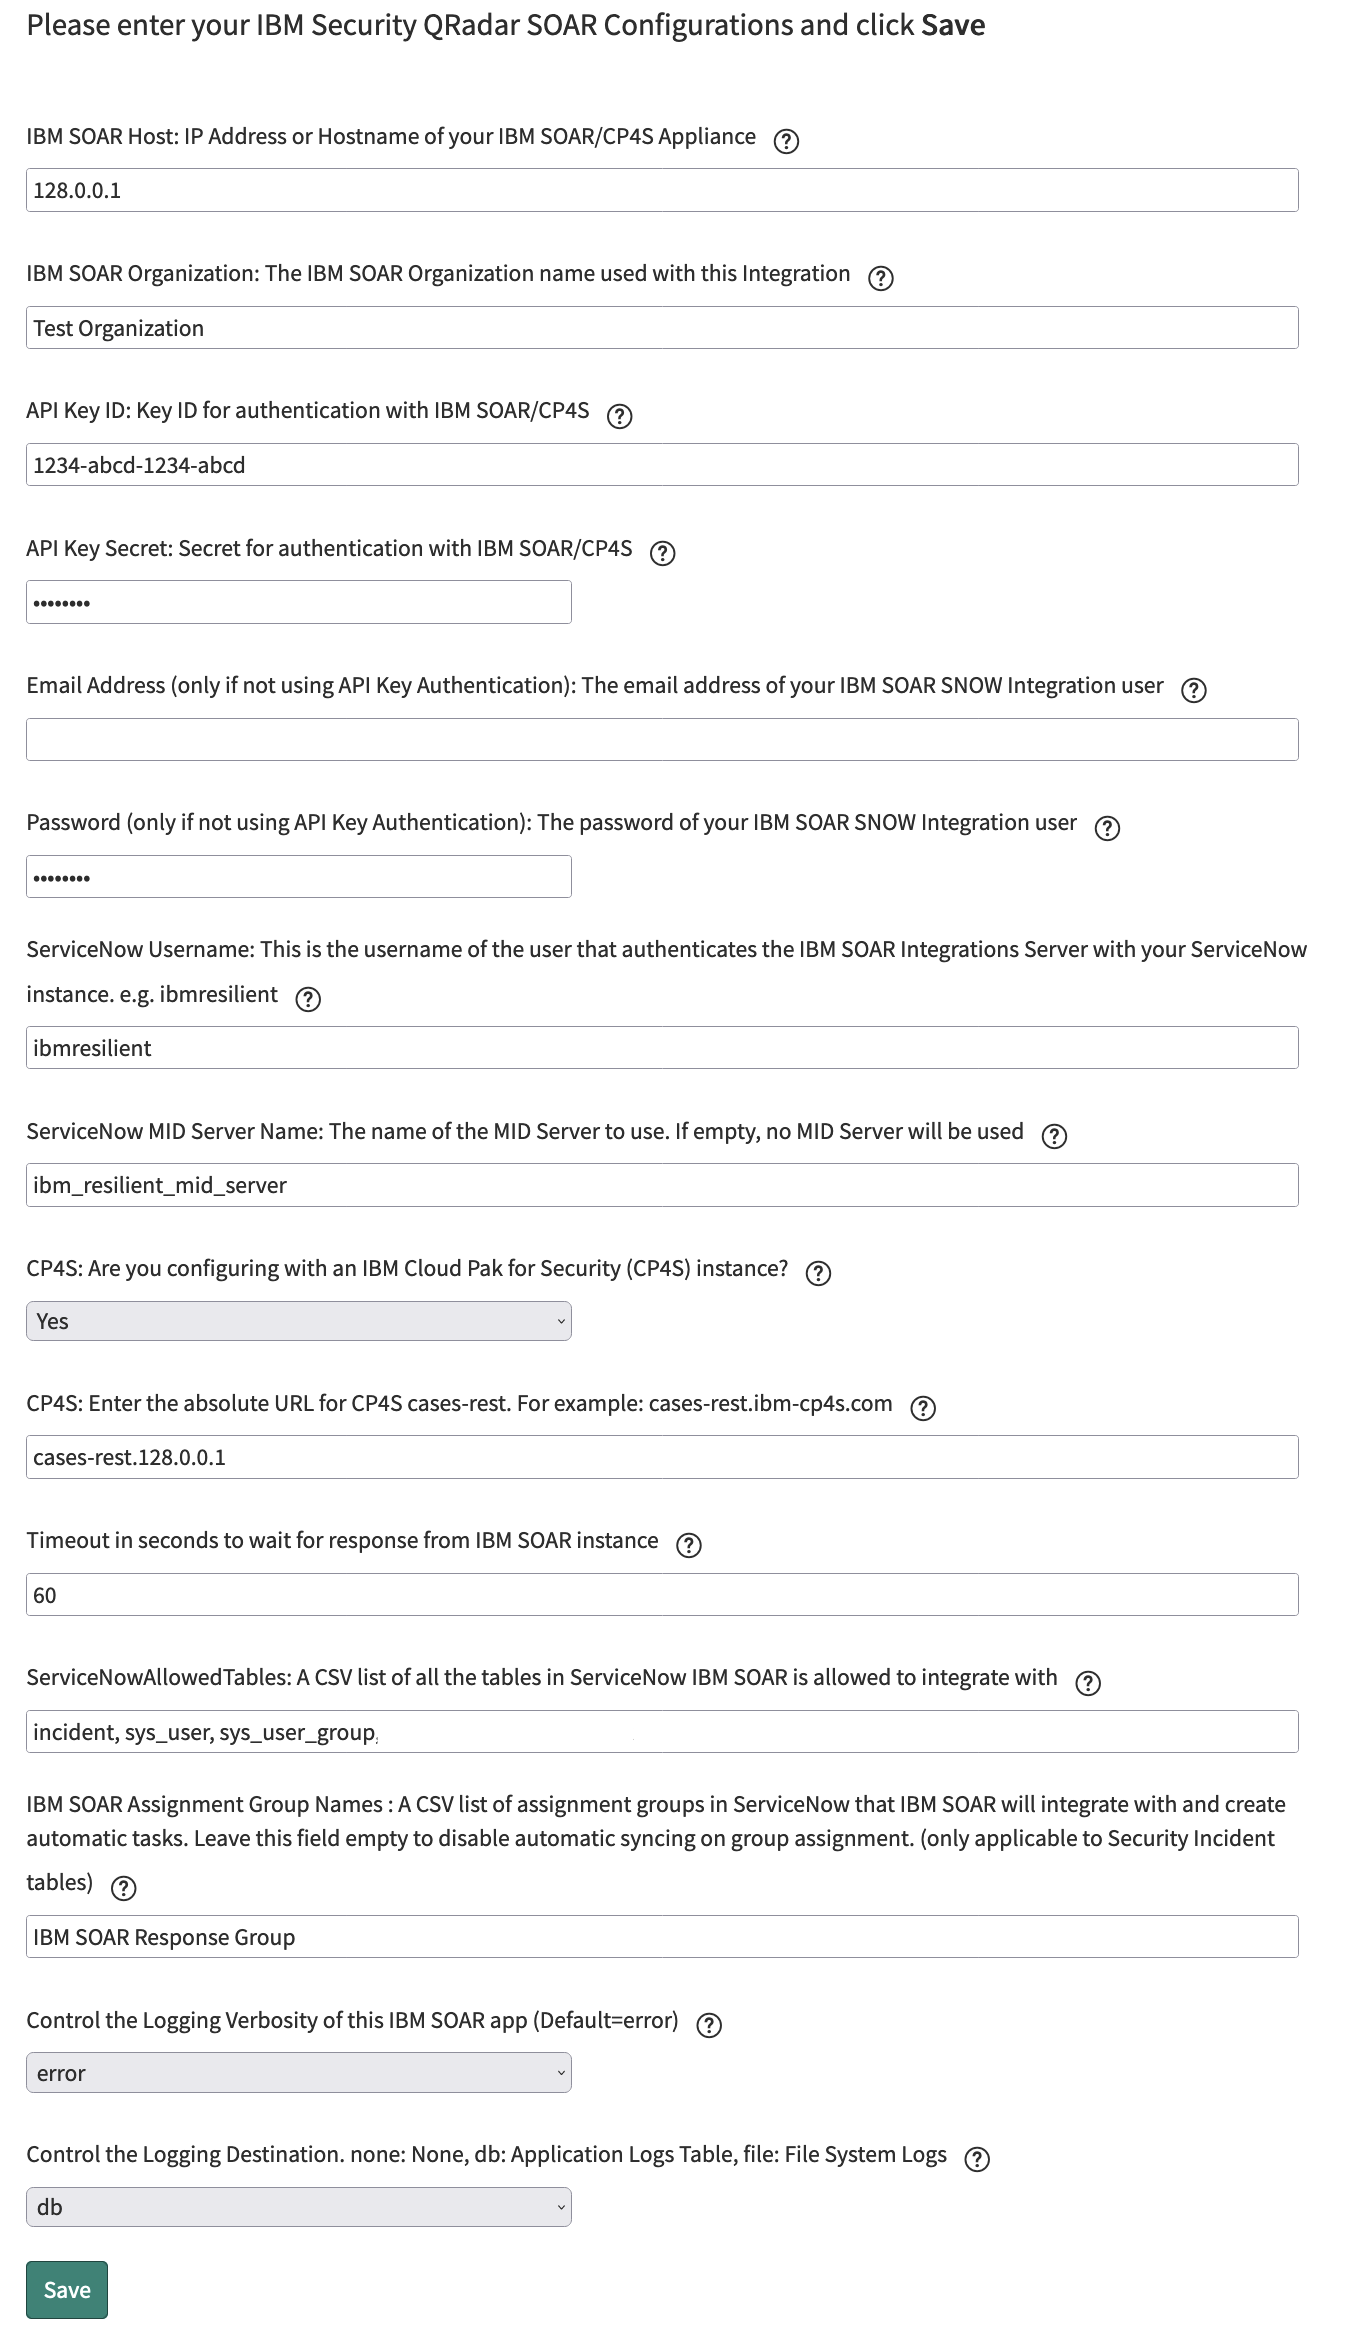 Please enter your IBM Security QRadar SOAR Configurations and click Save
IBM SOAR Host: IP Address or Hostname of your IBM SOAR/CP4S Appliance ?
128.0.0.1
IBM SOAR Organization: The IBM SOAR Organization name used with this Integration ?
Test Organization
API Key ID: Key ID for authentication with IBM SOAR/CP4S ?
1234-abcd-1234-abcd
API Key Secret: Secret for authentication with IBM SOAR/CP4S ?
••••••••
Email Address (only if not using API Key Authentication): The email address of your IBM SOAR SNOW Integration user ?
Password (only if not using API Key Authentication): The password of your IBM SOAR SNOW Integration user ?
••••••••
ServiceNow Username: This is the username of the user that authenticates the IBM SOAR Integrations Server with your ServiceNow
instance. e.g. ibmresilient ?
ibmresilient
ServiceNow MID Server Name: The name of the MID Server to use. If empty, no MID Server will be used ?
ibm_resilient_mid_server
CP4S: Are you configuring with an IBM Cloud Pak for Security (CP4S) instance? ?
Yes
CP4S: Enter the absolute URL for CP4S cases-rest. For example: cases-rest.ibm-cp4s.com ?
cases-rest.128.0.0.1
Timeout in seconds to wait for response from IBM SOAR instance ?
60
ServiceNowAllowedTables: A CSV list of all the tables in ServiceNow IBM SOAR is allowed to integrate with ?
incident, sys_user, sys_user_group,
IBM SOAR Assignment Group Names : A CSV list of assignment groups in ServiceNow that IBM SOAR will integrate with and create
automatic tasks. Leave this field empty to disable automatic syncing on group assignment. (only applicable to Security Incident
tables) ?
IBM SOAR Response Group
Control the Logging Verbosity of this IBM SOAR app (Default=error) ?
error
Control the Logging Destination. none: None, db: Application Logs Table, file: File System Logs ?
db
Save